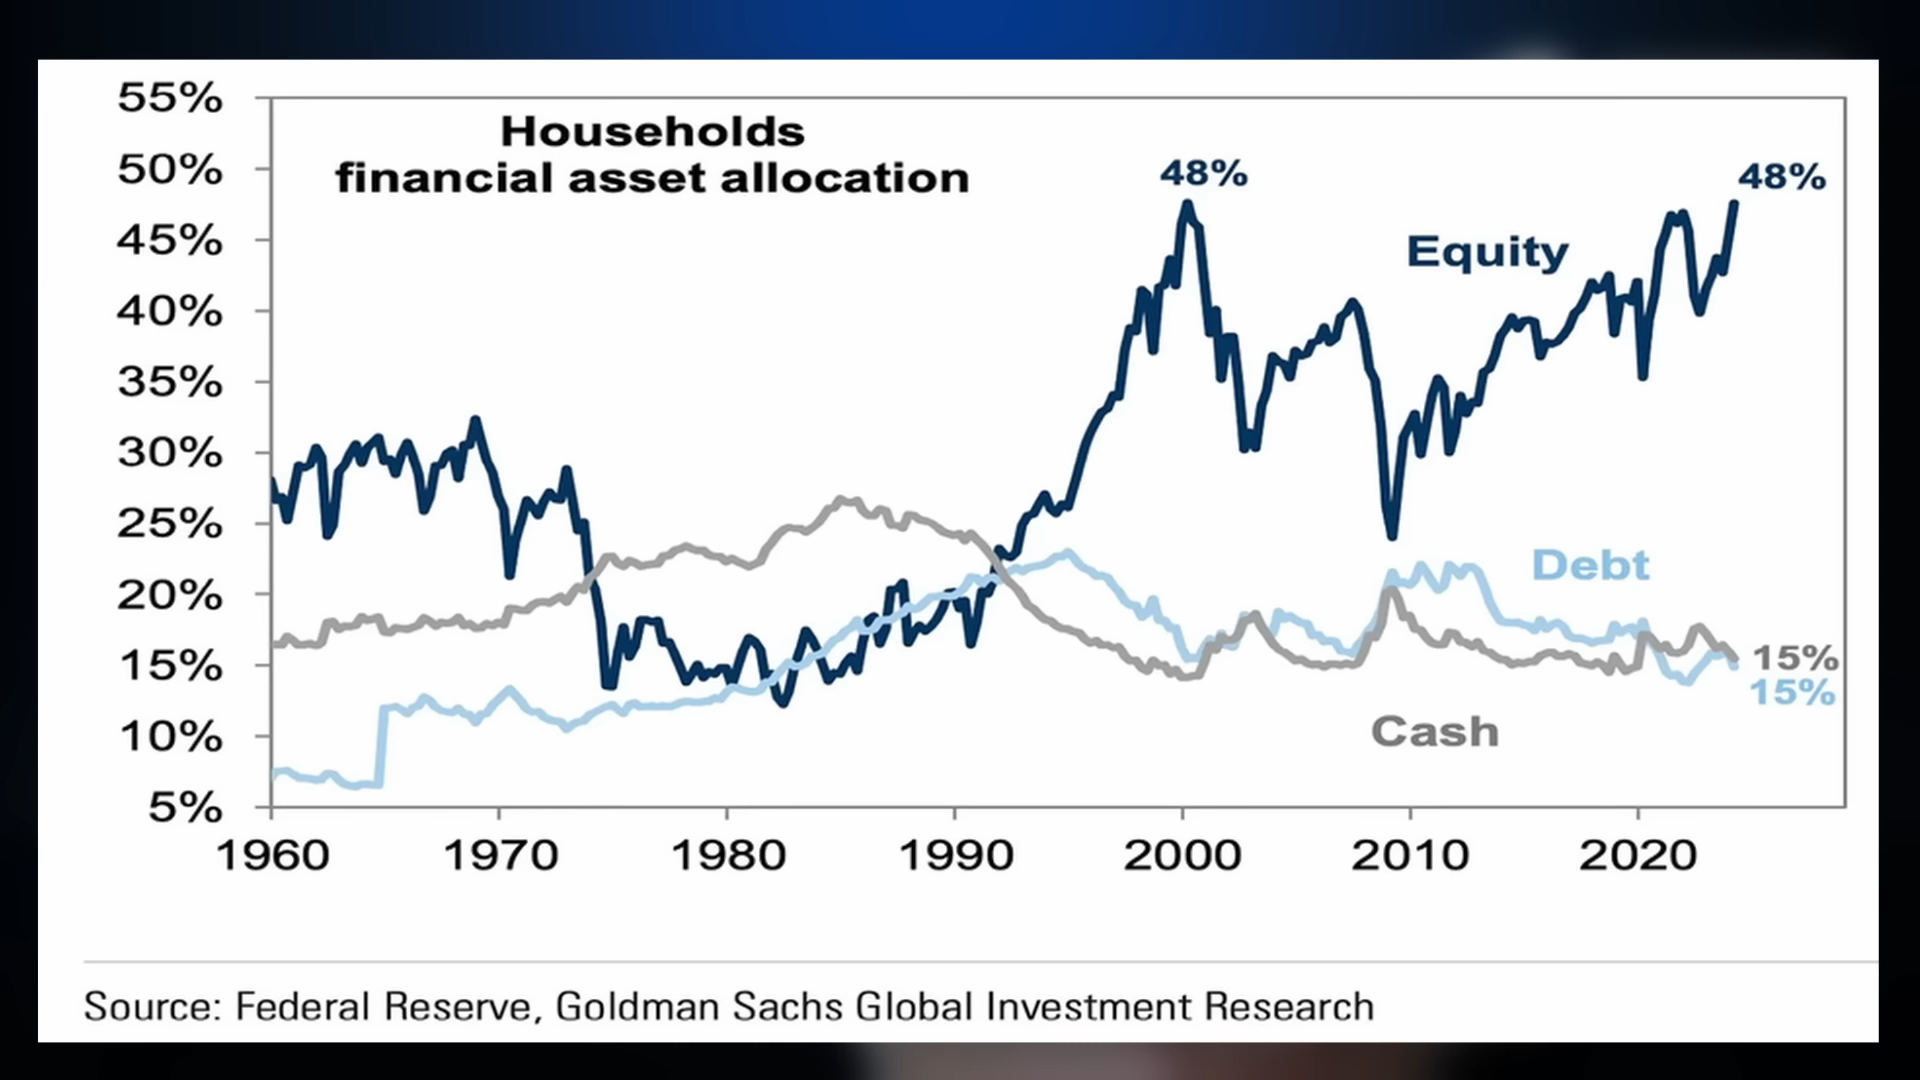 55%
50%
45%
40%
35%
30%
25%
20%
15%
10%
5%
Households
financial asset allocation
48%
48%
Equity
Debt
15%
15%
Cash
1960 1970 1980 1990 2000 2010 2020
Source: Federal Reserve, Goldman Sachs Global Investment Research